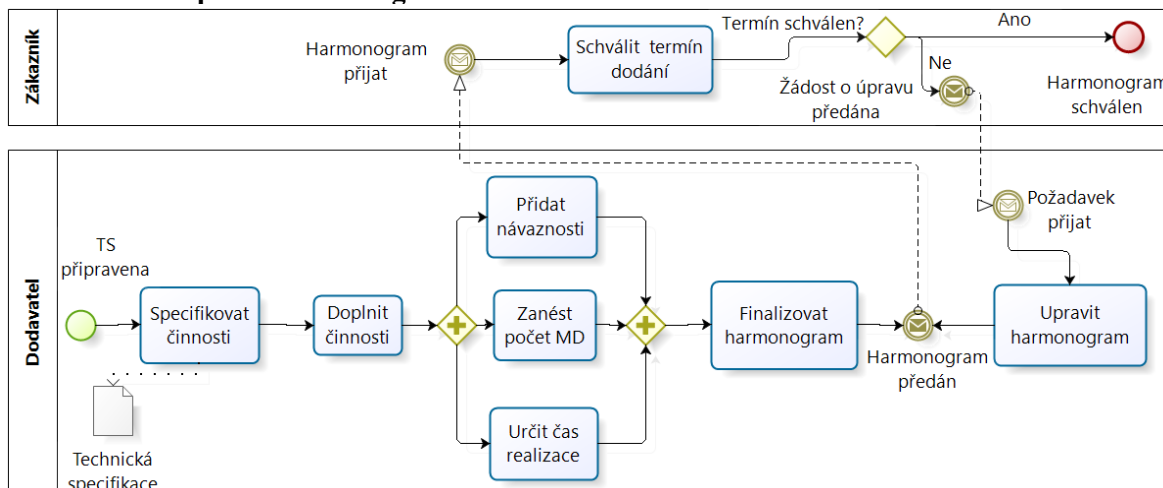 Zákazník
Harmonogram
přijat
Schválit termín
dodání
Termín schválen?
Ano
Ne
Žádost o úpravu
předána
Harmonogram
schválen
Dodavatel
TS
připravena
Specifikovat
činnosti
Technická
specifikace
Doplnit
činnosti
Přidat
návaznosti
Zanést
počet MD
Určit čas
realizace
Finalizovat
harmonogram
Harmonogram
předán
Požadavek
přijat
Upravit
harmonogram